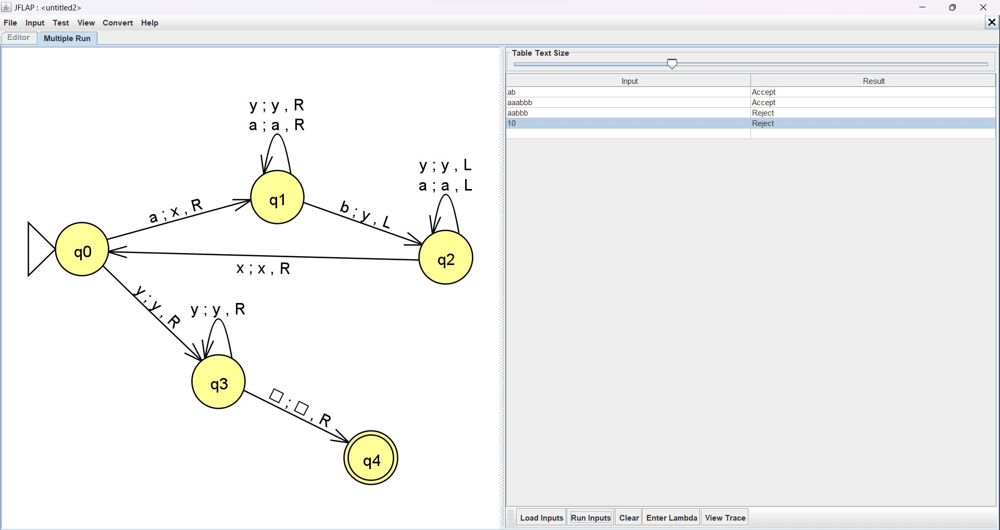 JFLAP : <untitled2>
File Input Test View Convert Help
Editor Multiple Run
y ; y , R
a ; a , R
y ; y , L
a ; a , L
q1
a ; x , R
b ; y , L
q0
q2
x ; x , R
y ; y , R
y ; y , R
q3
□ ; □ , R
q4
Table Text Size
Input Result
ab Accept
aaabbb Accept
aabbb Reject
10 Reject
Load Inputs Run Inputs Clear Enter Lambda View Trace